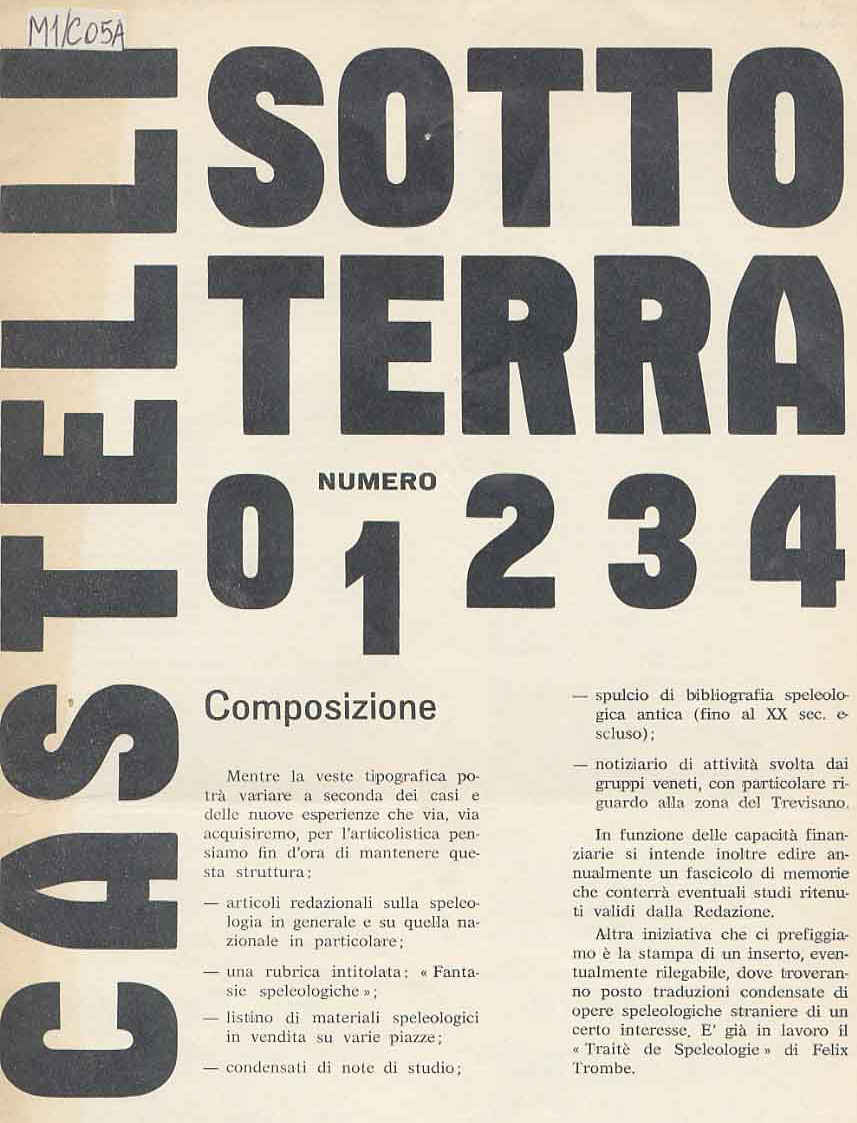 M1/C05A
CASTELLI
SOTTO
TERRA
NUMERO
0 1 2 3 4
Composizione
Mentre la veste tipografica po-
trà variare a seconda dei casi e
delle nuove esperienze che via, via
acquisiremo, per l'articolistica pen-
siamo fin d'ora di mantenere que-
sta struttura:
— articoli redazionali sulla speleo-
logia in generale e su quella na-
zionale in particolare;
— una rubrica intitolata: « Fanta-
sie speleologiche »;
— listino di materiali speleologici
in vendita su varie piazze;
— condensati di note di studio;
— spulcio di bibliografia speleolo-
gica antica (fino al XX sec. e-
scluso);
— notiziario di attività svolta dai
gruppi veneti, con particolare ri-
guardo alla zona del Trevisano.
In funzione delle capacità finan-
ziarie si intende inoltre edire an-
nualmente un fascicolo di memorie
che conterrà eventuali studi ritenu-
ti validi dalla Redazione.
Altra iniziativa che ci prefiggia-
mo è la stampa di un inserto, even-
tualmente rilegabile, dove troveran-
no posto traduzioni condensate di
opere speleologiche straniere di un
certo interesse. E' già in lavoro il
« Traitè de Speleologie » di Felix
Trombe.